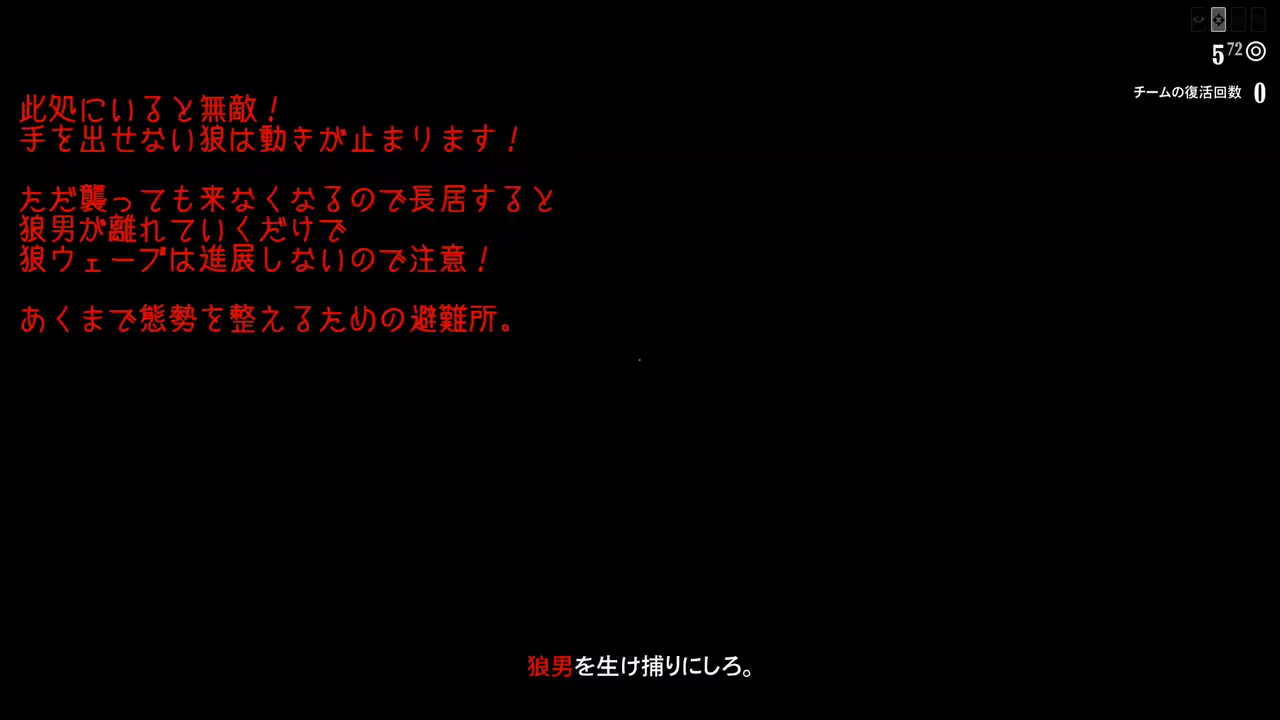 5 72
チームの復活回数 0
此処にいると無敵！
手を出せない狼は動きが止まります！
ただ襲っても来なくなるので長居すると
狼男が離れていくだけで
狼ウェーブは進展しないので注意！
あくまで態勢を整えるための避難所。
狼男を生け捕りにしろ。